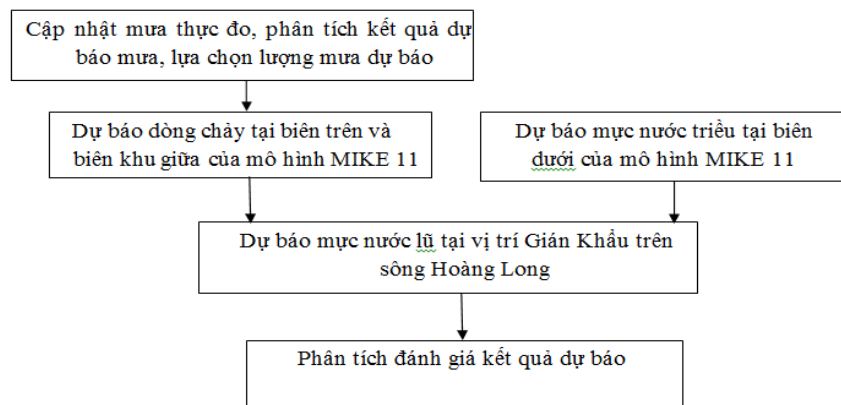 Cập nhật mưa thực đo, phân tích kết quả dự
báo mưa, lựa chọn lượng mưa dự báo
Dự báo dòng chảy tại biên trên và
biên khu giữa của mô hình MIKE 11
Dự báo mực nước triều tại biên
dưới của mô hình MIKE 11
Dự báo mực nước lũ tại vị trí Gián Khẩu trên
sông Hoàng Long
Phân tích đánh giá kết quả dự báo